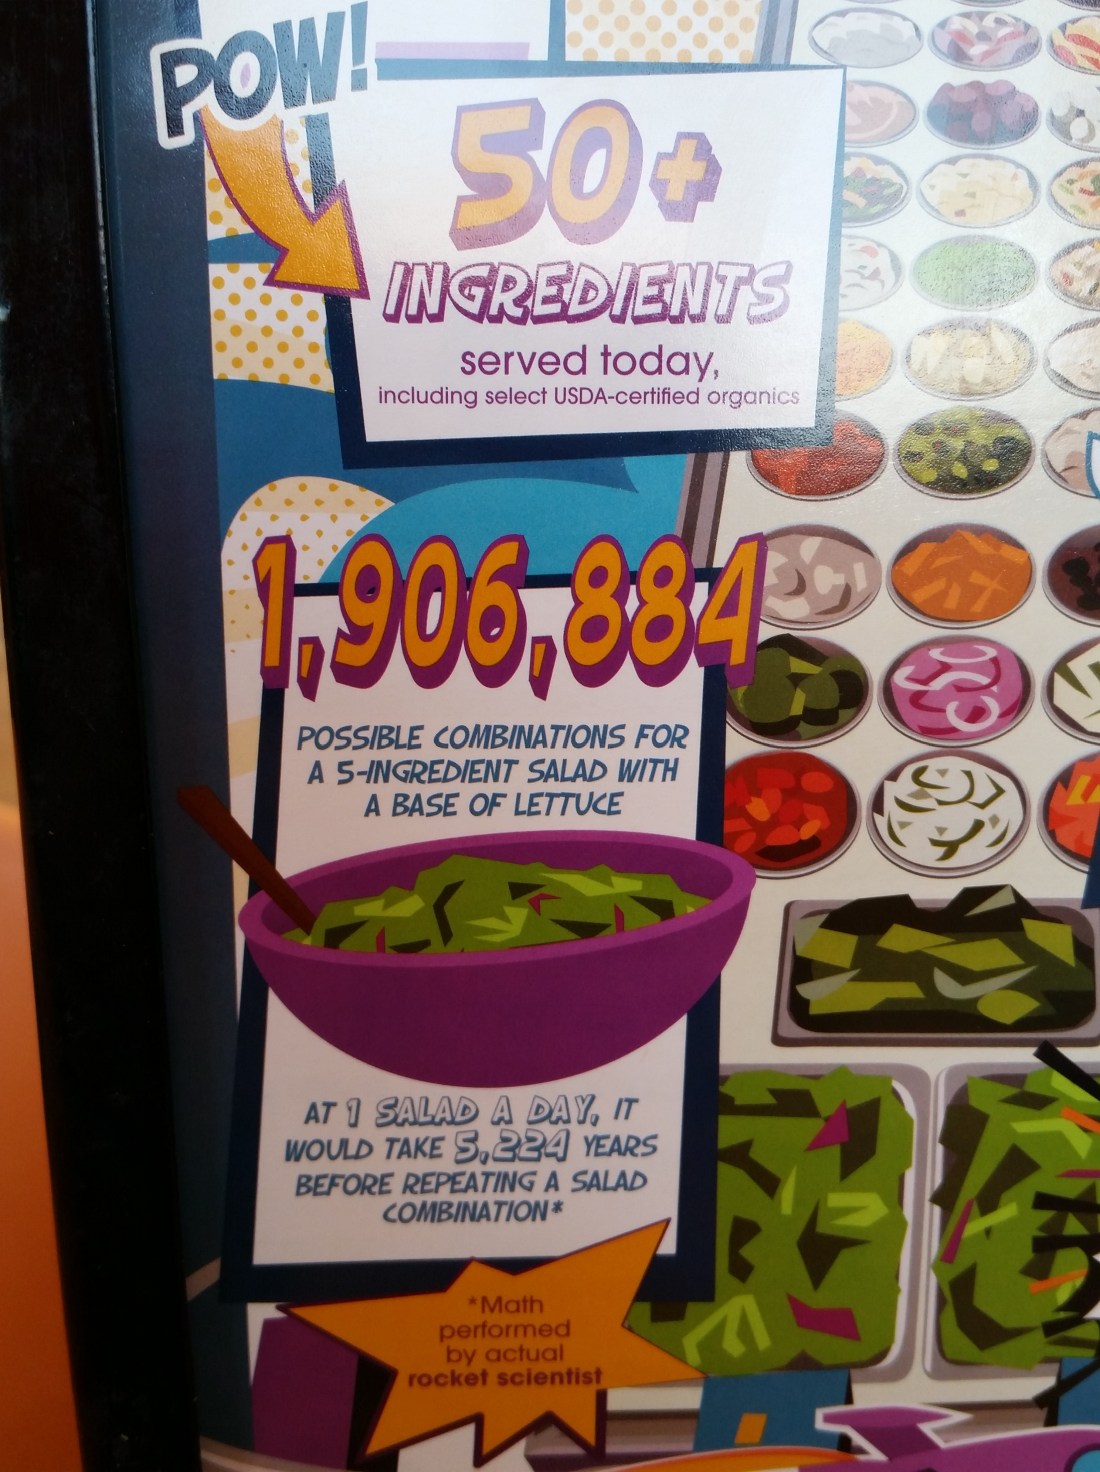 POW!
50+
INGREDIENTS
served today,
including select USDA-certified organics
1,906,884
POSSIBLE COMBINATIONS FOR
A 5-INGREDIENT SALAD WITH
A BASE OF LETTUCE
AT 1 SALAD A DAY, IT
WOULD TAKE 5,224 YEARS
BEFORE REPEATING A SALAD
COMBINATION*
*Math
performed
by actual
rocket scientist